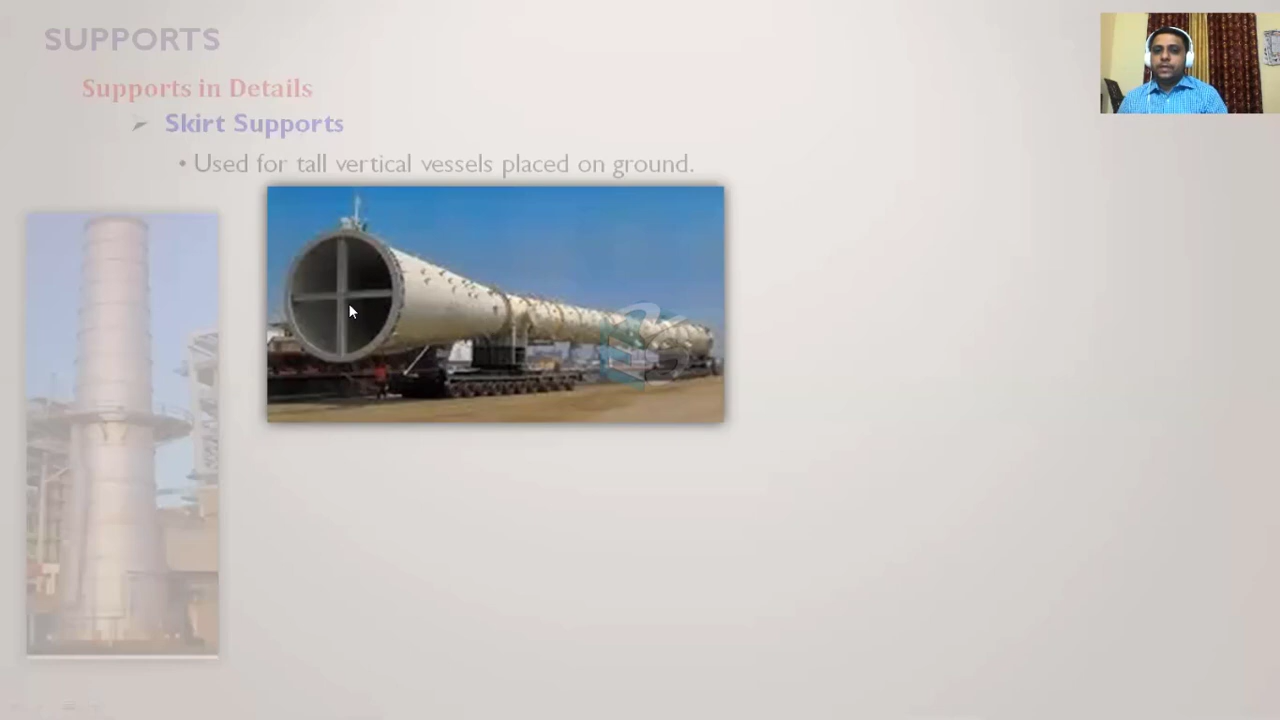 SUPPORTS
Supports in Details
Skirt Supports
• Used for tall vertical vessels placed on ground.